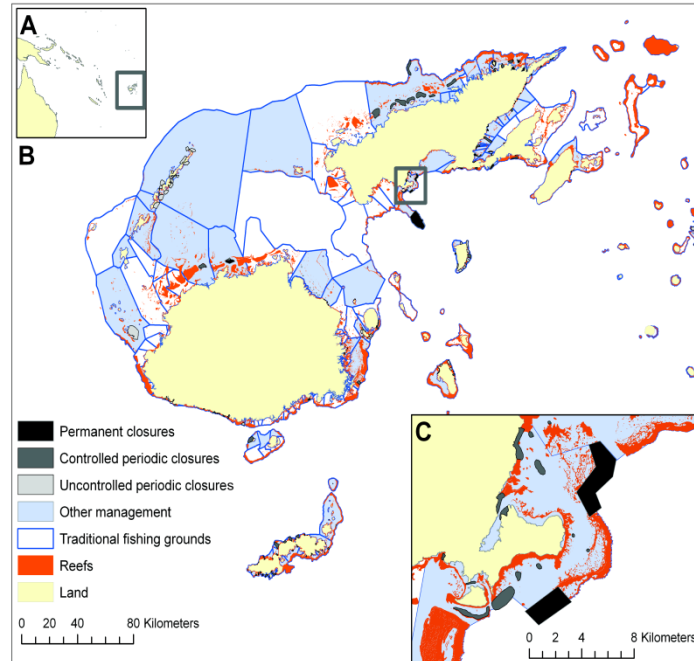 A
B
Permanent closures
Controlled periodic closures
Uncontrolled periodic closures
Other management
Traditional fishing grounds
Reefs
Land
0 20 40 80 Kilometers
C
0 2 4 8 Kilometers